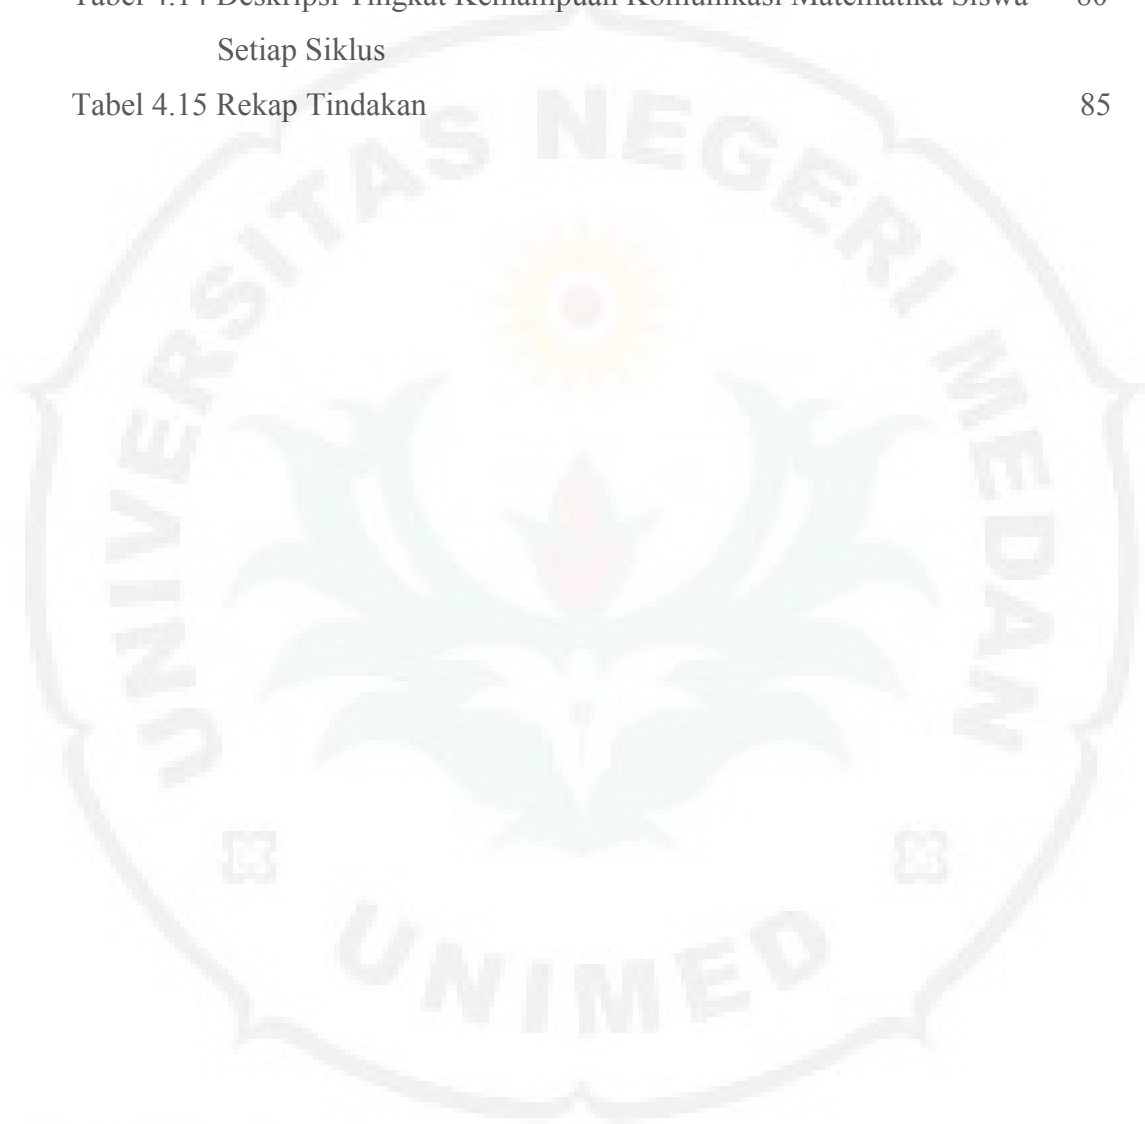 Tabel 4.14 Deskripsi Tingkat Kemampuan Komunikasi Matematika Siswa 80
Setiap Siklus
Tabel 4.15 Rekap Tindakan 85
UNIVERSITAS NEGERI MEDAN
UNIMED